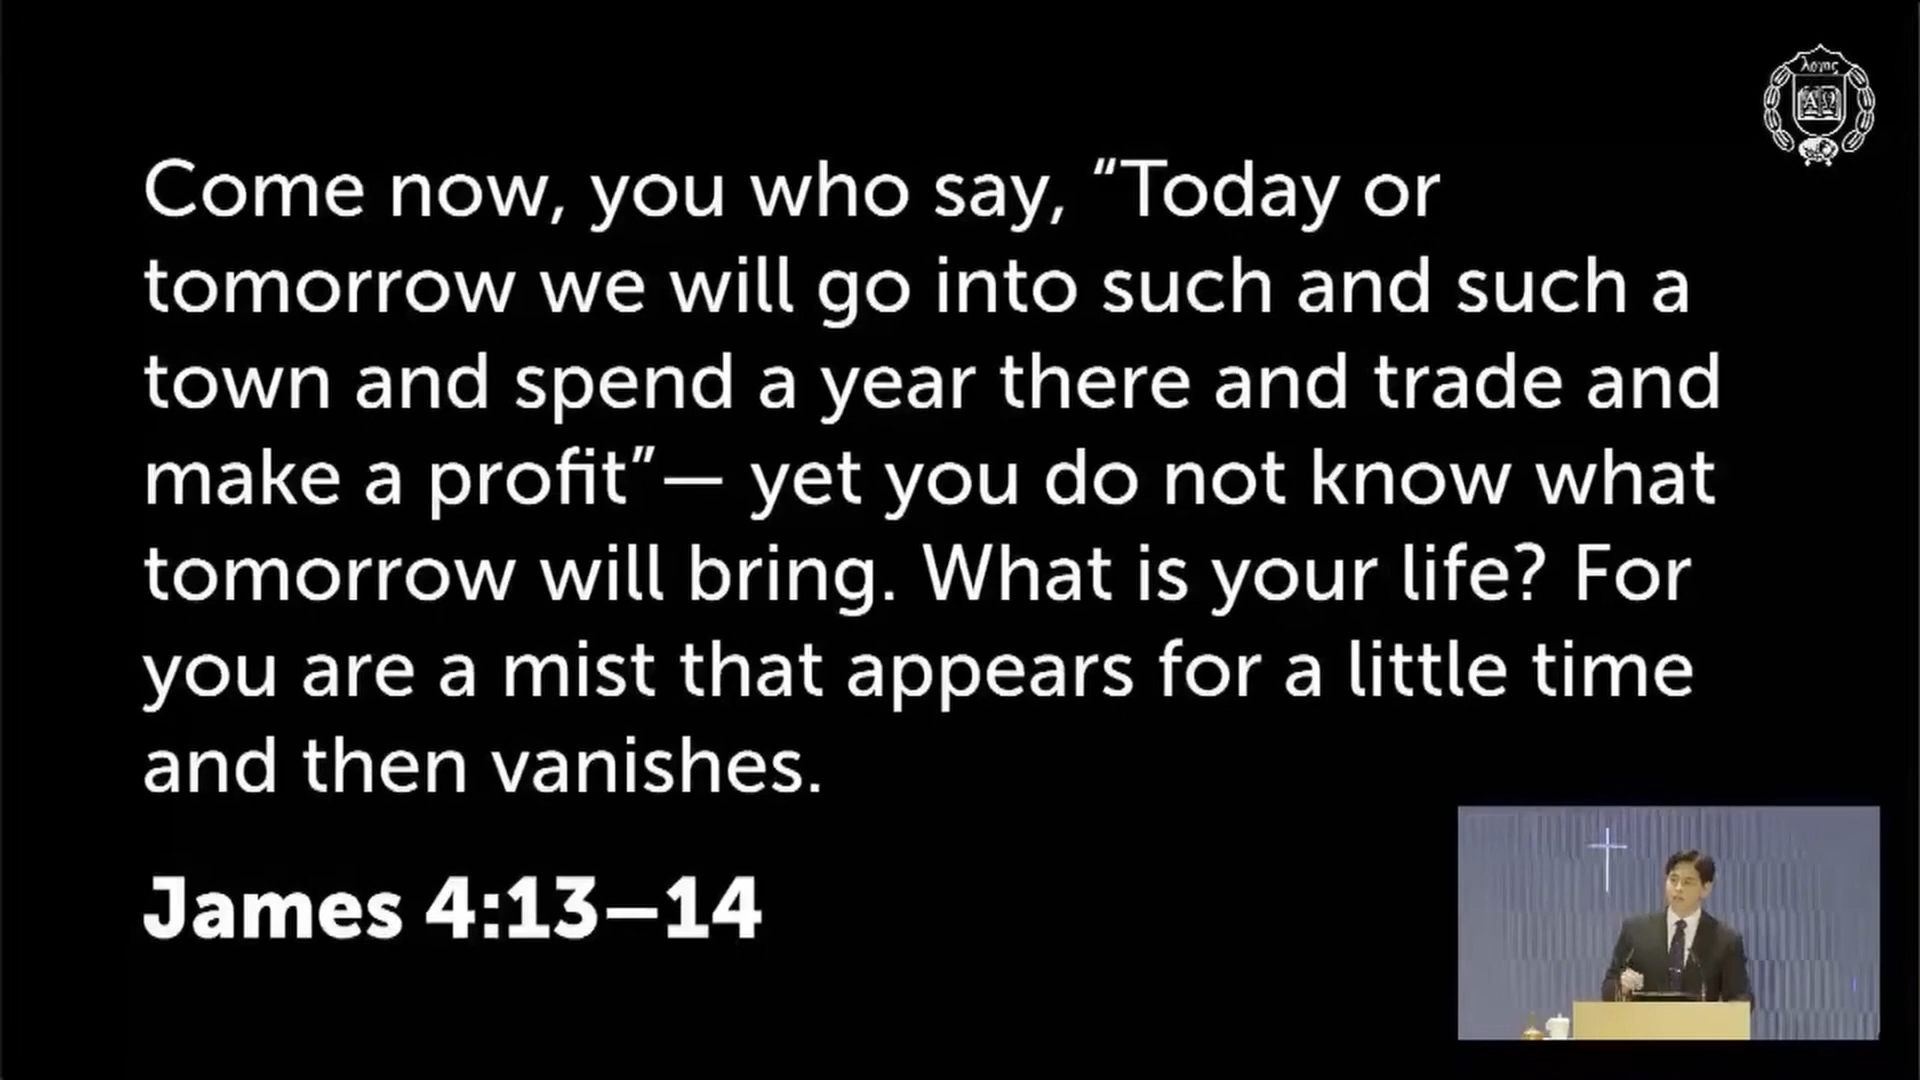 λογος
Α Ω
Come now, you who say, “Today or
tomorrow we will go into such and such a
town and spend a year there and trade and
make a profit”— yet you do not know what
tomorrow will bring. What is your life? For
you are a mist that appears for a little time
and then vanishes.
James 4:13–14